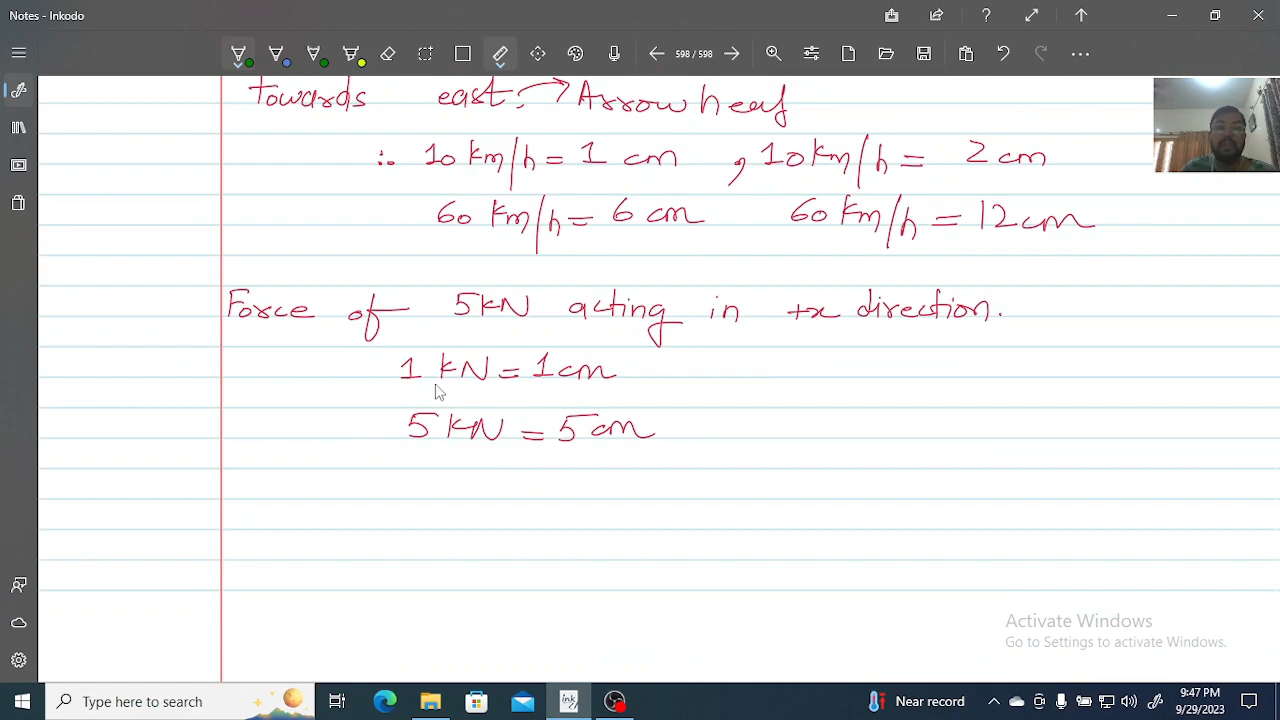 Notes - Inkodo
598 / 598
Towards east. → Arrow heaf
∴ 10 km/h = 1 cm , 10 km/h = 2 cm
60 km/h = 6 cm 60 km/h = 12 cm
Force of 5 kN acting in +x direction.
1 kN = 1 cm
5 kN = 5 cm
Activate Windows
Go to Settings to activate Windows.
Type here to search
ink
Near record
9:47 PM
9/29/2023